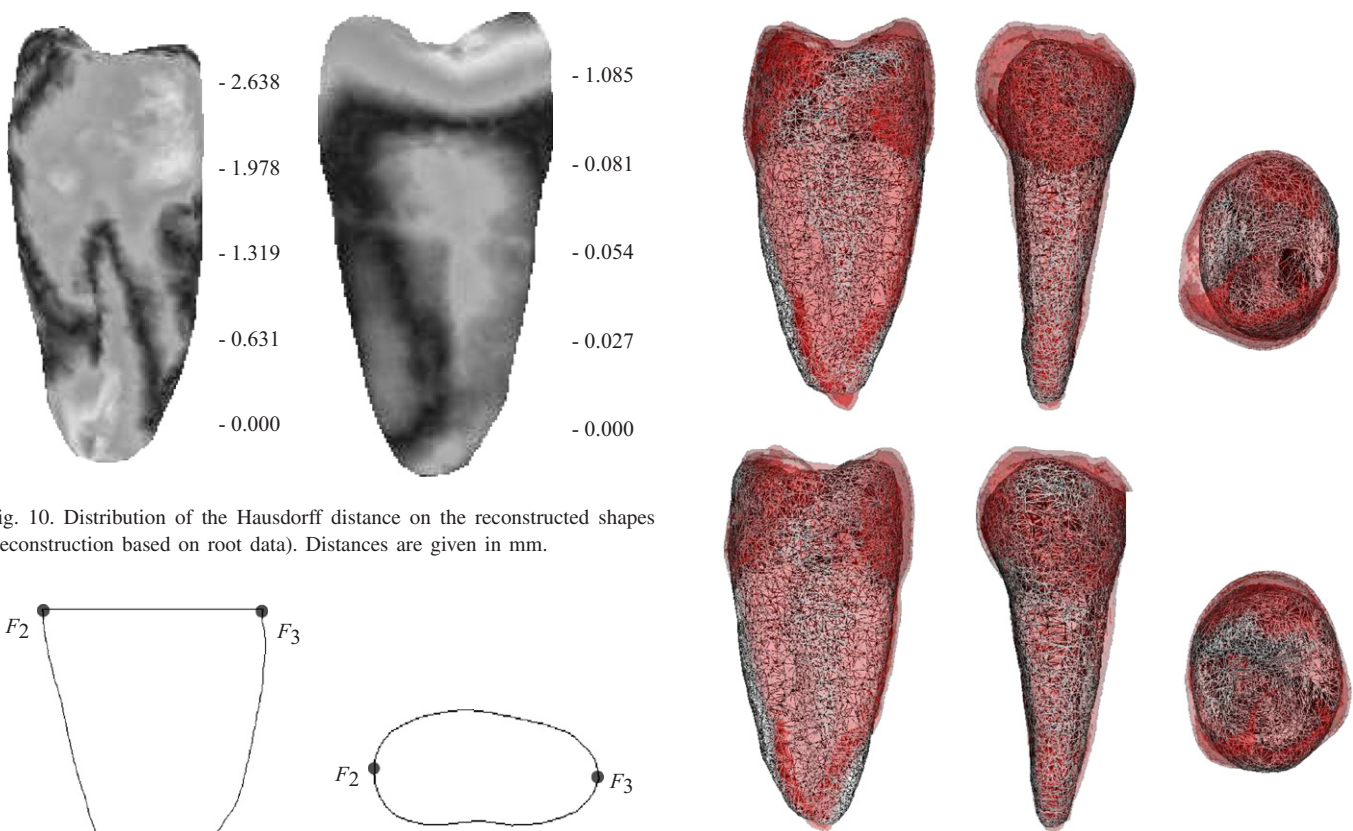 - 2.638
- 1.978
- 1.319
- 0.631
- 0.000
- 1.085
- 0.081
- 0.054
- 0.027
- 0.000
ig. 10. Distribution of the Hausdorff distance on the reconstructed shapes
econstruction based on root data). Distances are given in mm.
F2
F3
F2
F3